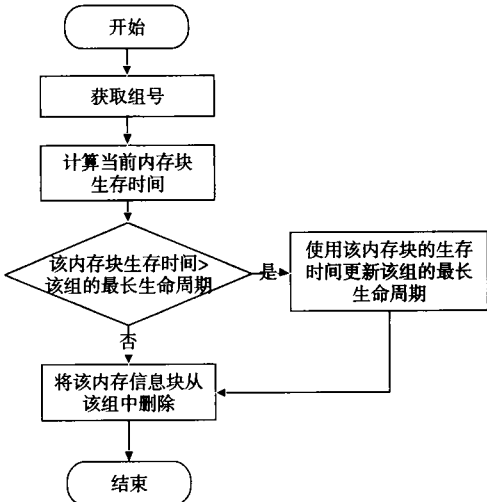 开始
获取组号
计算当前内存块
生存时间
该内存块生存时间>
该组的最长生命周期
是
使用该内存块的生存
时间更新该组的最长
生命周期
否
将该内存信息块从
该组中删除
结束